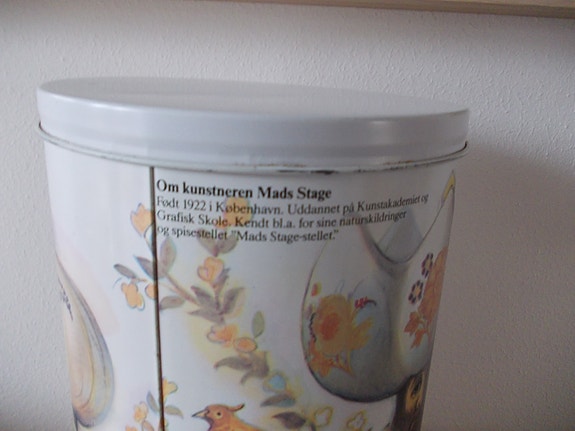 Om kunstneren Mads Stage
Født 1922 i København. Uddannet på Kunstakademiet og
Grafisk Skole. Kendt bl.a. for sine naturskildringer
og spisestellet "Mads Stage-stellet."